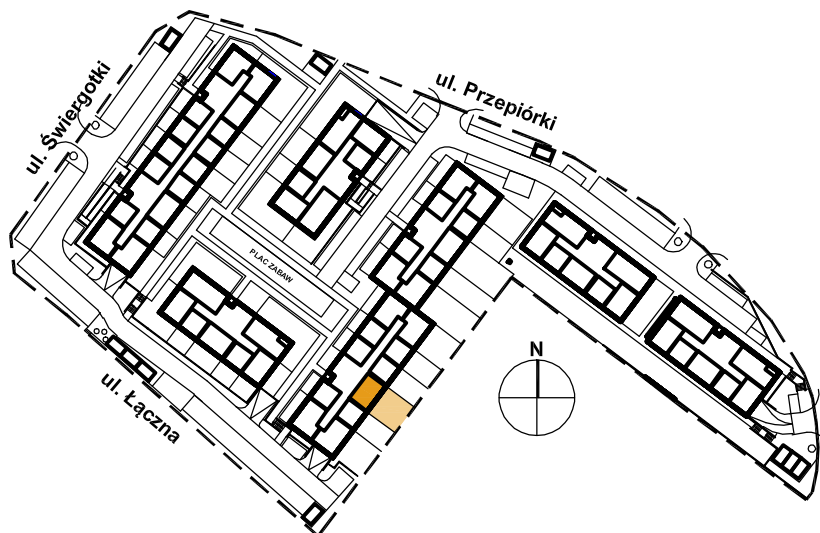 ul. Przepiórki
ul. Świergotki
PLAC ZABAW
N
ul. Łączna